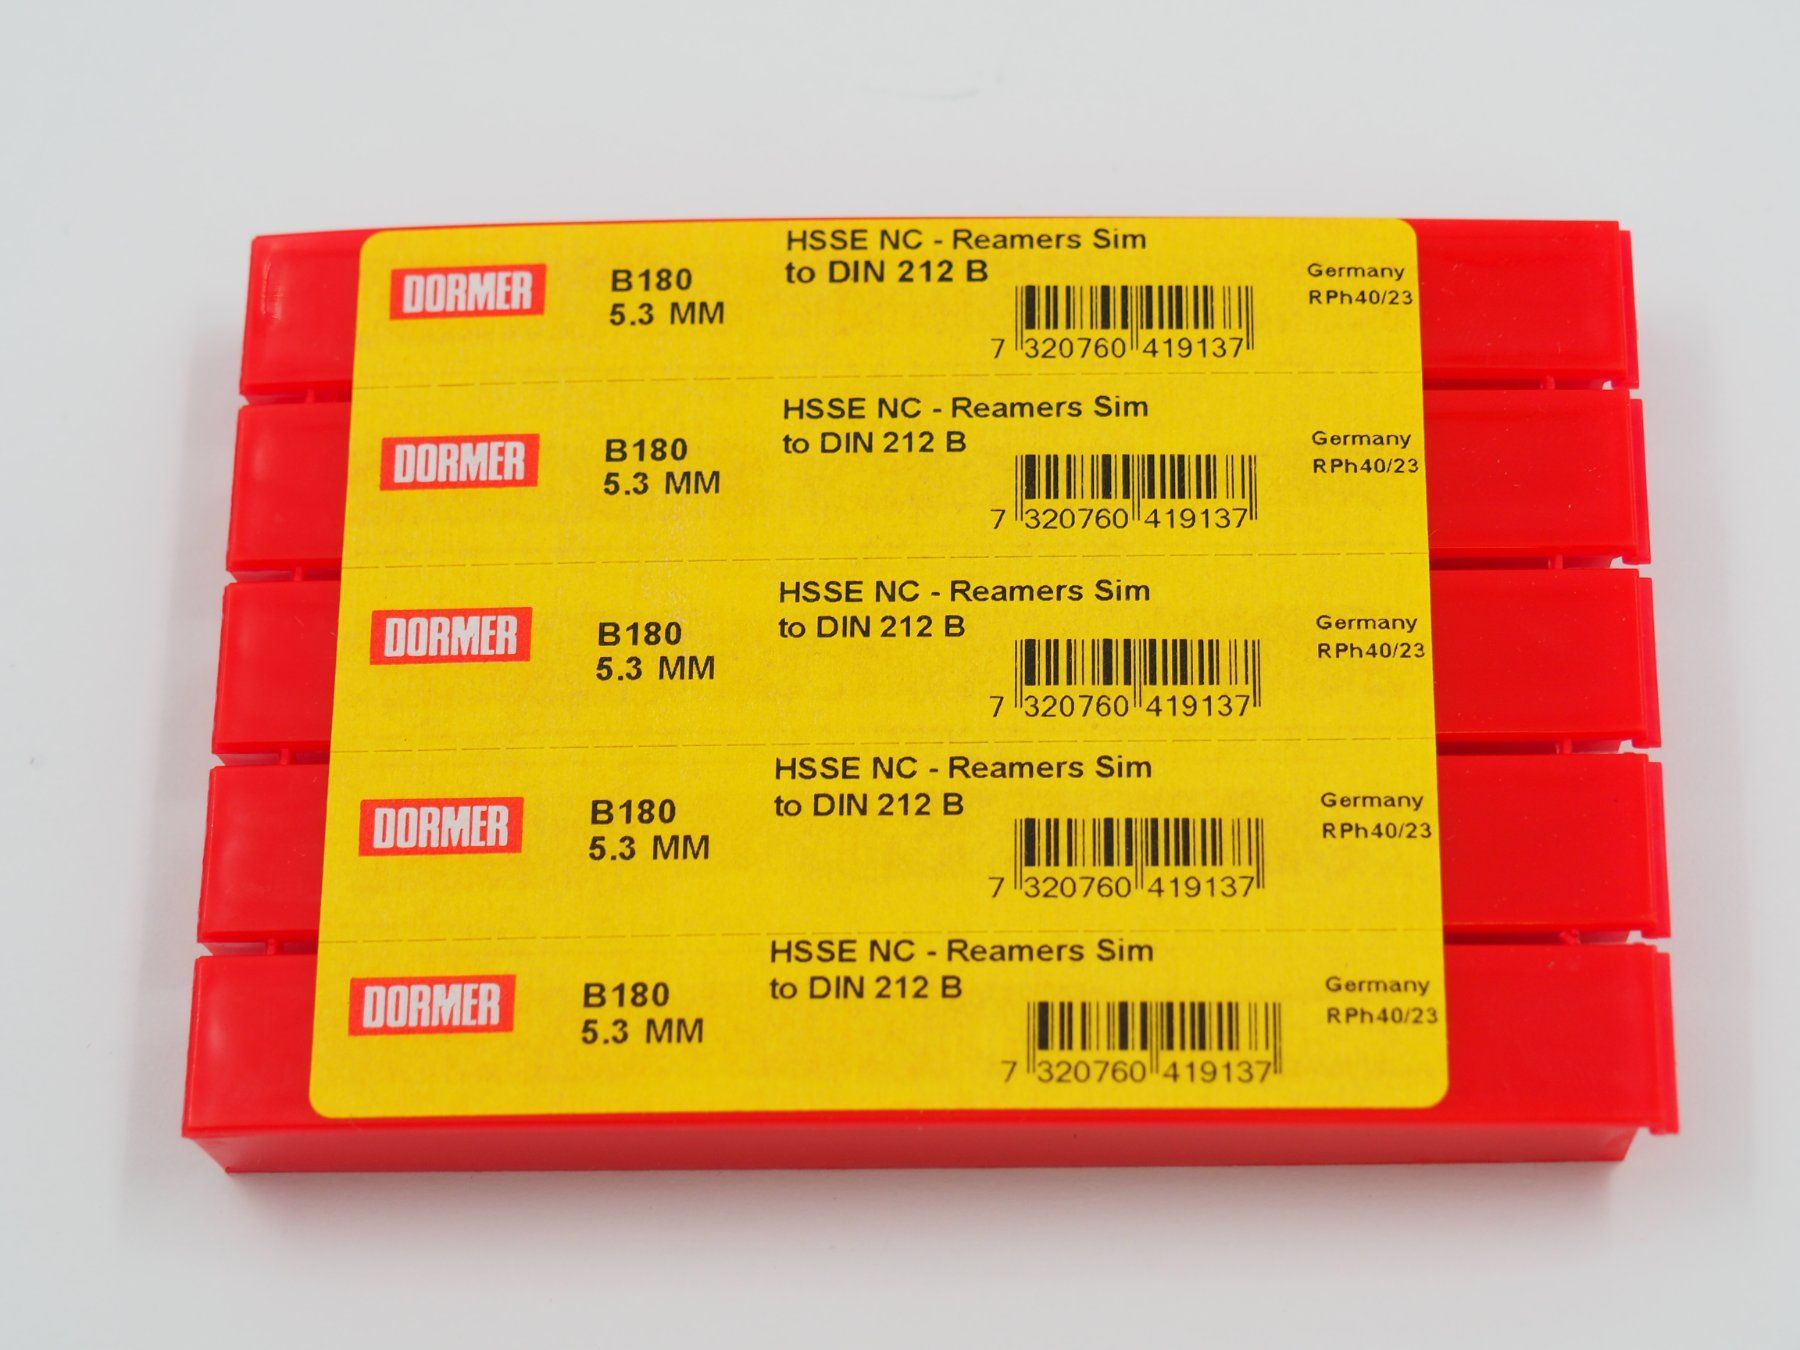 DORMER
B180
5.3 MM
HSSE NC - Reamers Sim
to DIN 212 B
7 320760 419137
Germany
RPh40/23
DORMER
B180
5.3 MM
HSSE NC - Reamers Sim
to DIN 212 B
7 320760 419137
Germany
RPh40/23
DORMER
B180
5.3 MM
HSSE NC - Reamers Sim
to DIN 212 B
7 320760 419137
Germany
RPh40/23
DORMER
B180
5.3 MM
HSSE NC - Reamers Sim
to DIN 212 B
7 320760 419137
Germany
RPh40/23
DORMER
B180
5.3 MM
HSSE NC - Reamers Sim
to DIN 212 B
7 320760 419137
Germany
RPh40/23